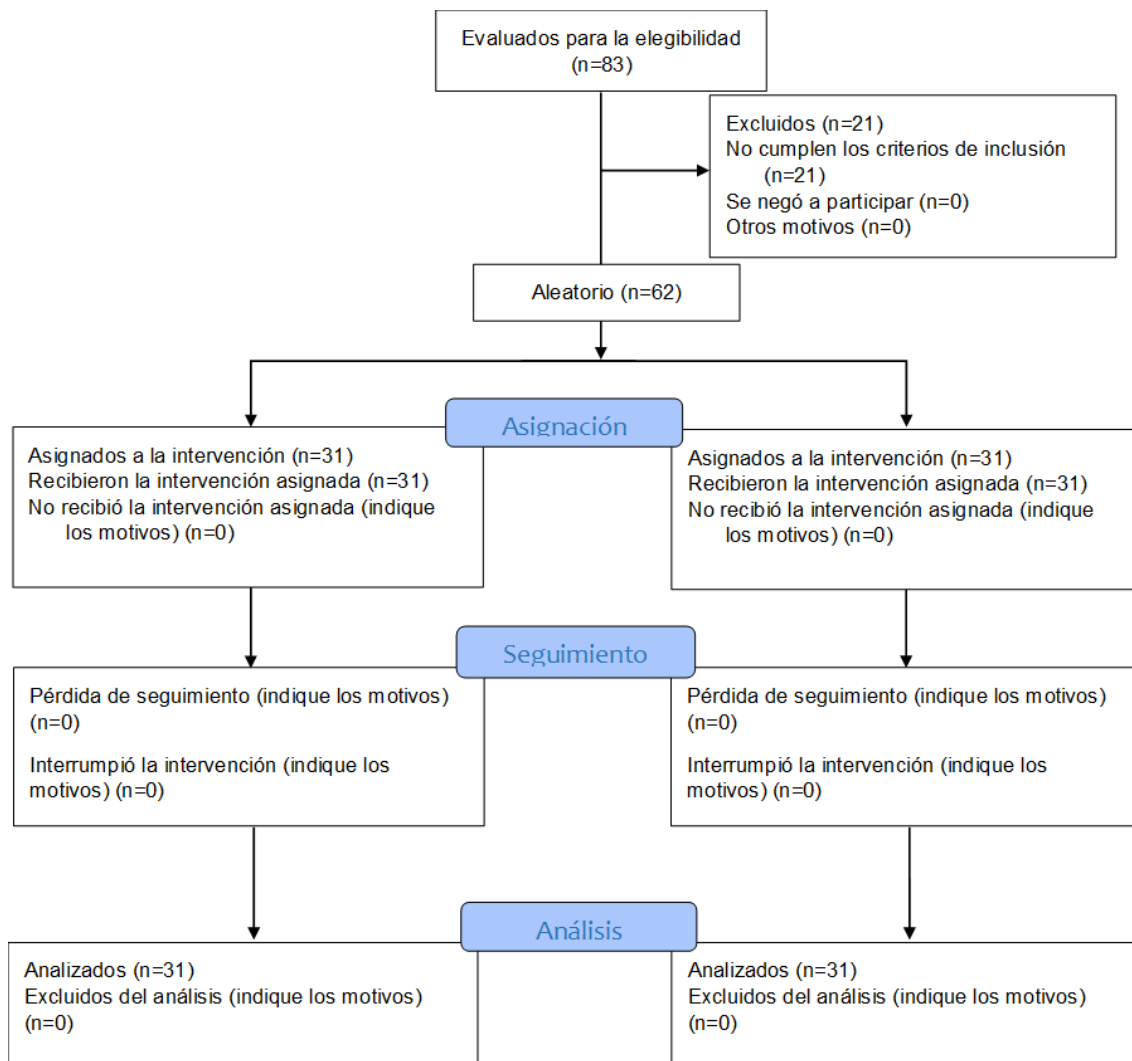 Evaluados para la elegibilidad
(n=83)
Excluidos (n=21)
No cumplen los criterios de inclusión
(n=21)
Se negó a participar (n=0)
Otros motivos (n=0)
Aleatorio (n=62)
Asignación
Asignados a la intervención (n=31)
Recibieron la intervención asignada (n=31)
No recibió la intervención asignada (indique
los motivos) (n=0)
Asignados a la intervención (n=31)
Recibieron la intervención asignada (n=31)
No recibió la intervención asignada (indique
los motivos) (n=0)
Seguimiento
Pérdida de seguimiento (indique los motivos)
(n=0)
Interrumpió la intervención (indique los
motivos) (n=0)
Pérdida de seguimiento (indique los motivos)
(n=0)
Interrumpió la intervención (indique los
motivos) (n=0)
Análisis
Analizados (n=31)
Excluidos del análisis (indique los motivos)
(n=0)
Analizados (n=31)
Excluidos del análisis (indique los motivos)
(n=0)